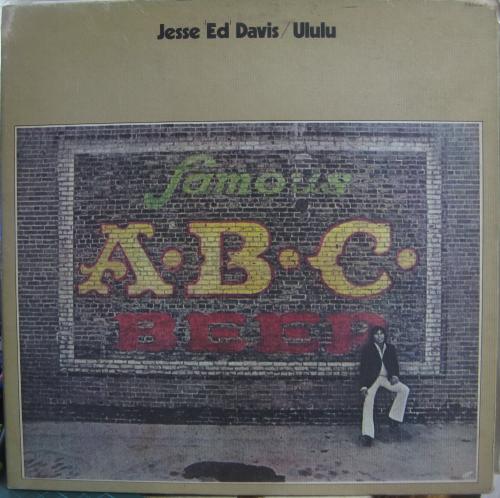 Jesse 'Ed' Davis/Ululu
famous
A·B·C·
BEER